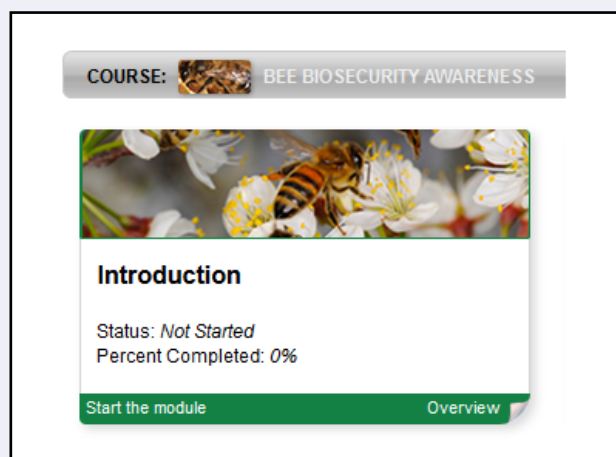 COURSE: BEE BIOSECURITY AWARENESS
Introduction
Status: Not Started
Percent Completed: 0%
Start the module Overview